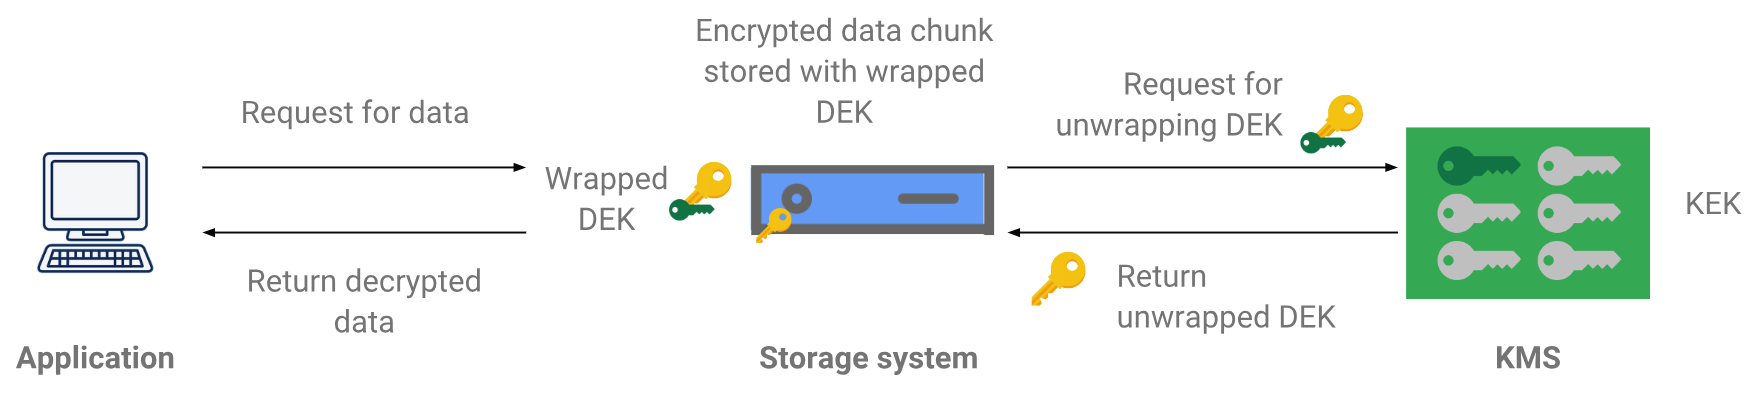 Encrypted data chunk
stored with wrapped
DEK
Request for data
Request for
unwrapping DEK
Wrapped
DEK
KEK
Return decrypted
data
Return
unwrapped DEK
Application
Storage system
KMS